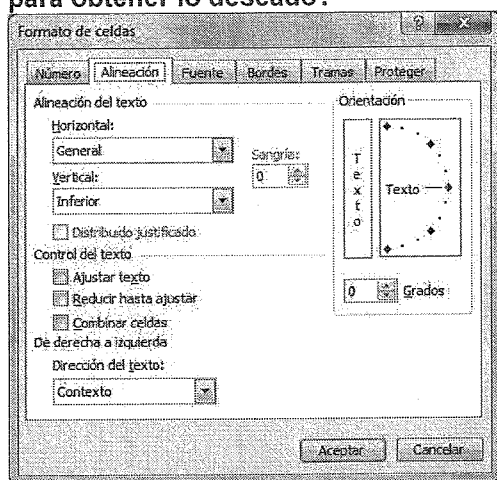 para obtener lo deseado?
Formato de celdas
Número Alineación Fuente Bordes Tramas Proteger
Alineación del texto
Horizontal:
General
Sangría:
0
Vertical:
Inferior
Distribuido justificado
Control del texto
Ajustar texto
Reducir hasta ajustar
Combinar celdas
De derecha a izquierda
Dirección del texto:
Contexto
Orientación
Texto
Texto
0 Grados
Aceptar Cancelar